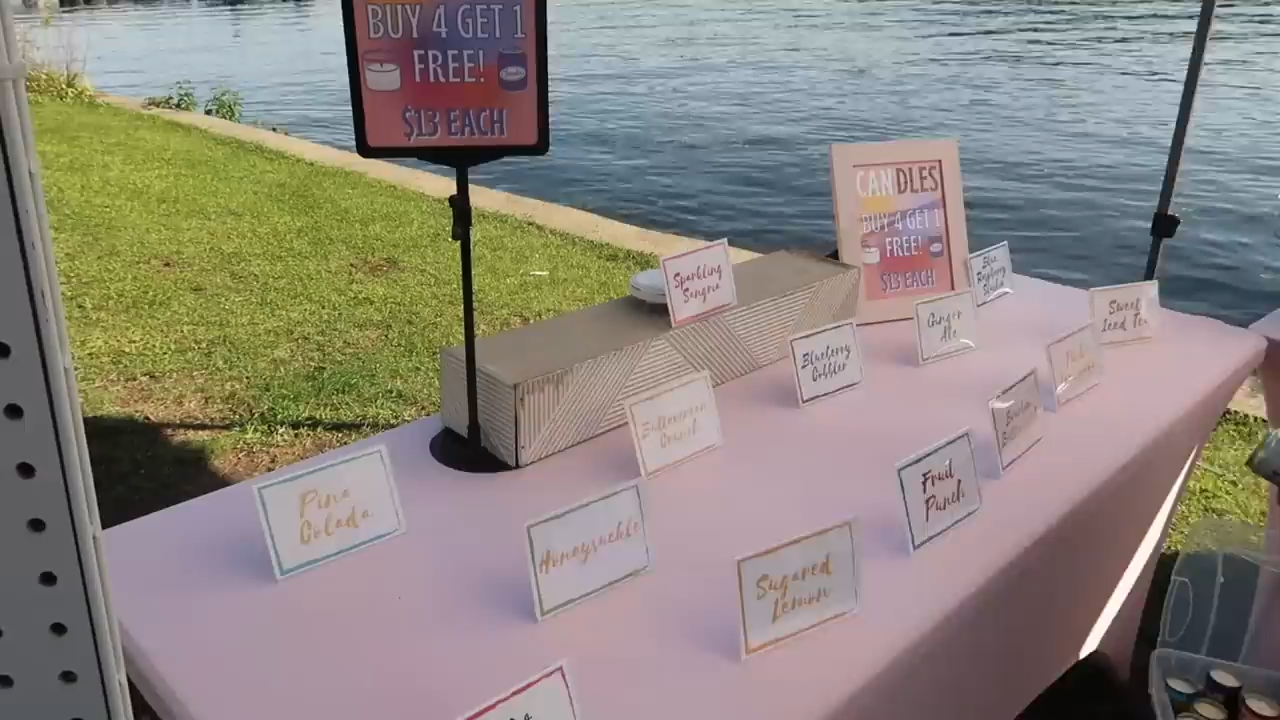 BUY 4 GET 1
FREE!
$13 EACH
CANDLES
BUY 4 GET 1
FREE!
$13 EACH
Sparkling
Sangria
Blue
Raspberry
Ginger
Ale
Sweet
Iced Tea
Blueberry
Cobbler
Butterscotch
Fruit
Punch
Pina
Colada
Honeysuckle
Sugared
Lemon